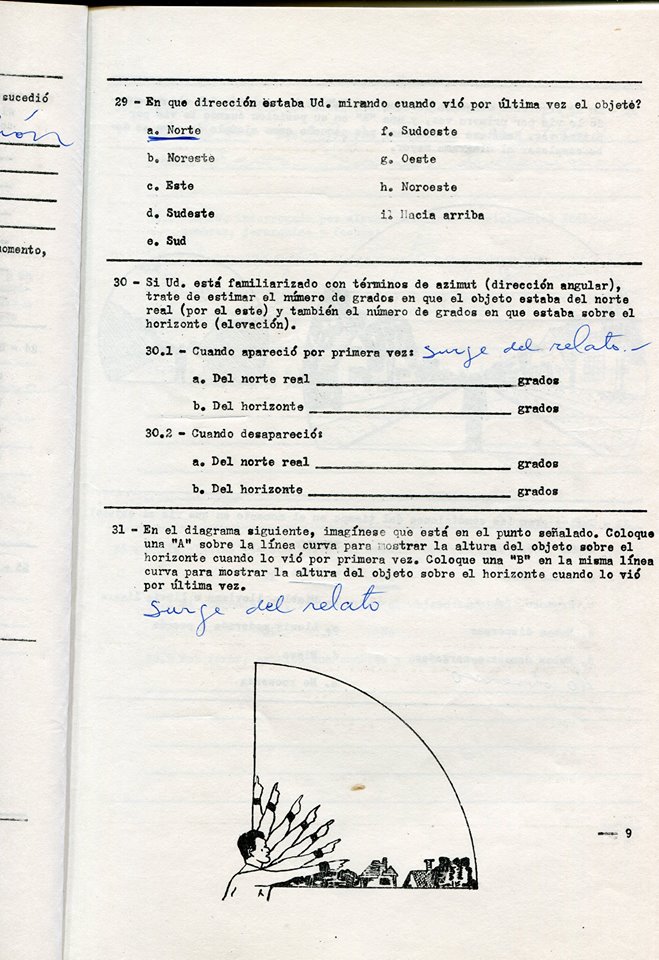 sucedió
omento,
29 - En que dirección estaba Ud. mirando cuando vió por última vez el objeto?
a. Norte
b. Noreste
c. Este
d. Sudeste
e. Sud
f. Sudoeste
g. Oeste
h. Noroeste
i. Hacia arriba
30 - Si Ud. está familiarizado con términos de azimut (dirección angular),
trate de estimar el número de grados en que el objeto estaba del norte
real (por el este) y también el número de grados en que estaba sobre el
horizonte (elevación).
30.1 - Cuando apareció por primera vez: surge del relato.-
a. Del norte real grados
b. Del horizonte grados
30.2 - Cuando desapareció:
a. Del norte real grados
b. Del horizonte grados
31 - En el diagrama siguiente, imagínese que está en el punto señalado. Coloque
una "A" sobre la línea curva para mostrar la altura del objeto sobre el
horizonte cuando lo vió por primera vez. Coloque una "B" en la misma línea
curva para mostrar la altura del objeto sobre el horizonte cuando lo vió
por última vez.
surge del relato
9